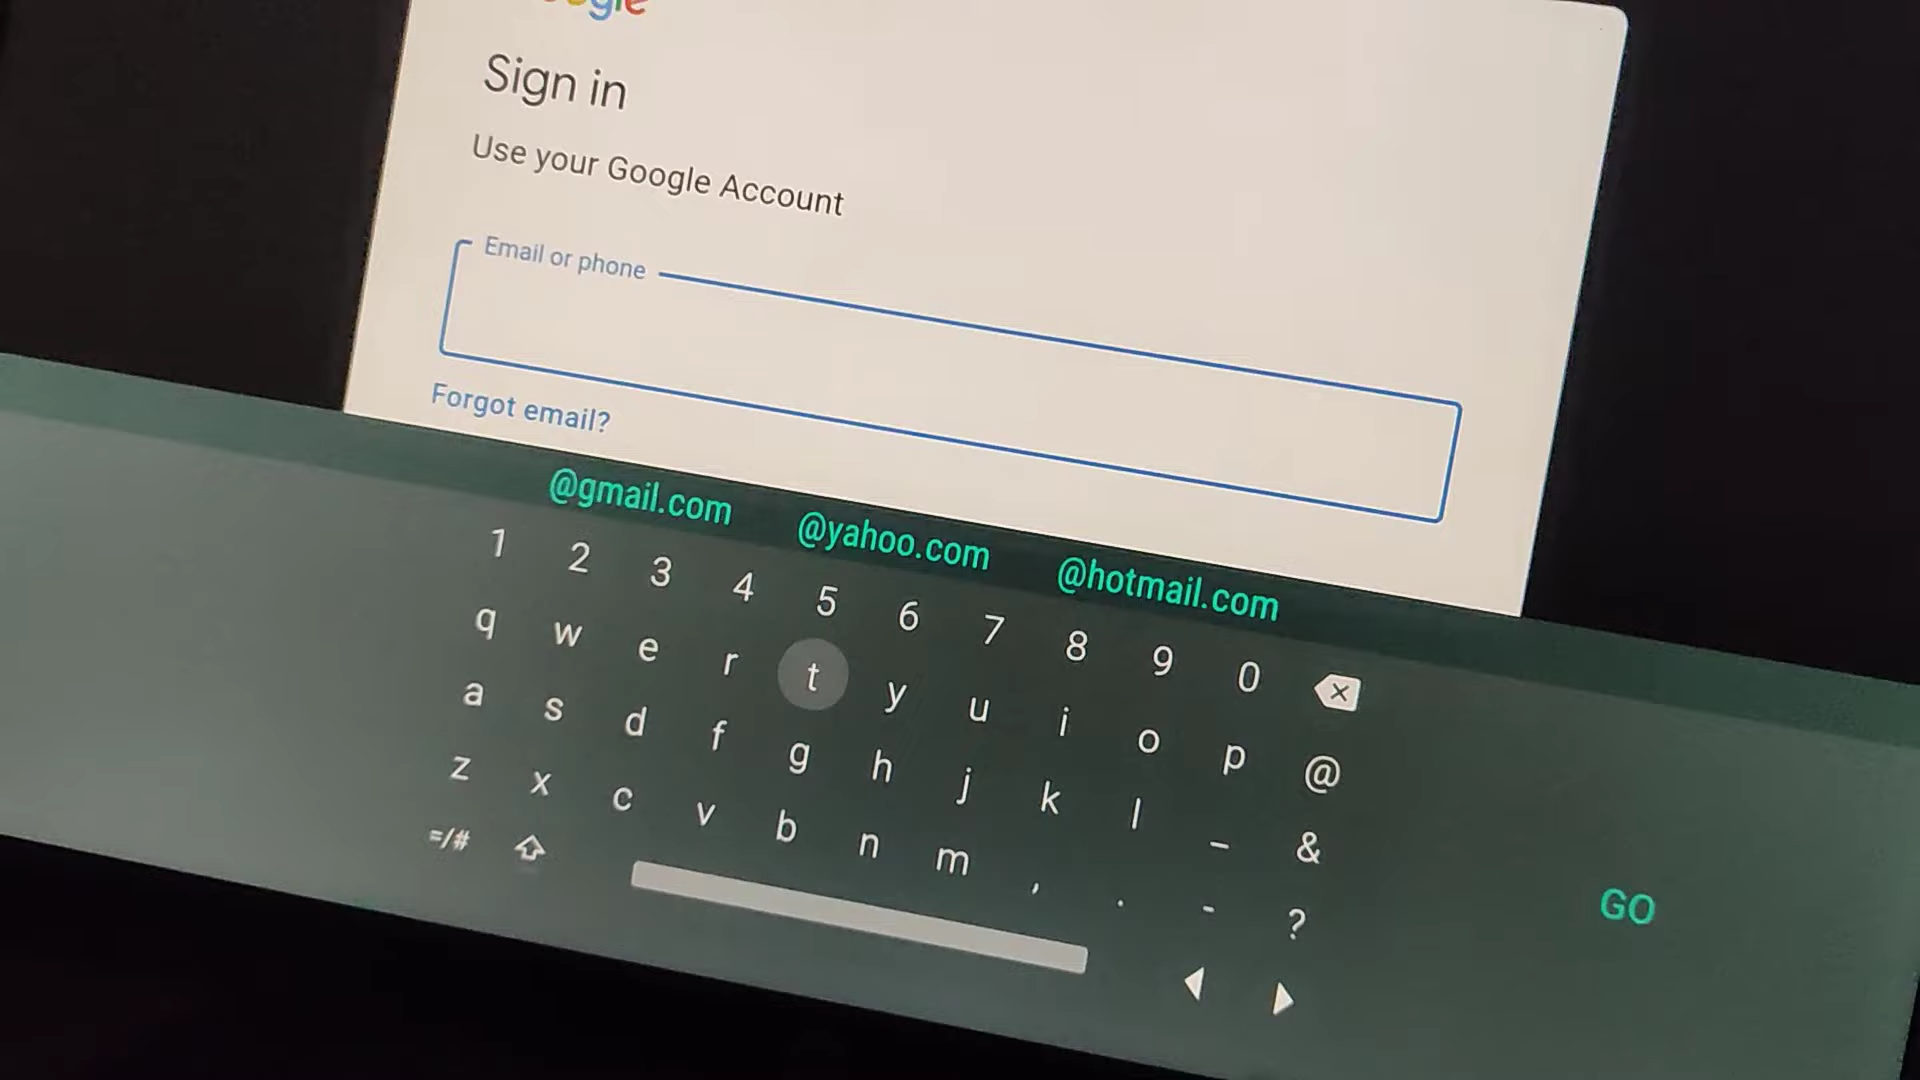 Google
Sign in
Use your Google Account
Email or phone
Forgot email?
@gmail.com @yahoo.com @hotmail.com
1 2 3 4 5 6 7 8 9 0
q w e r t y u i o p @
a s d f g h j k l _ &
z x c v b n m , . - ?
=/#
GO